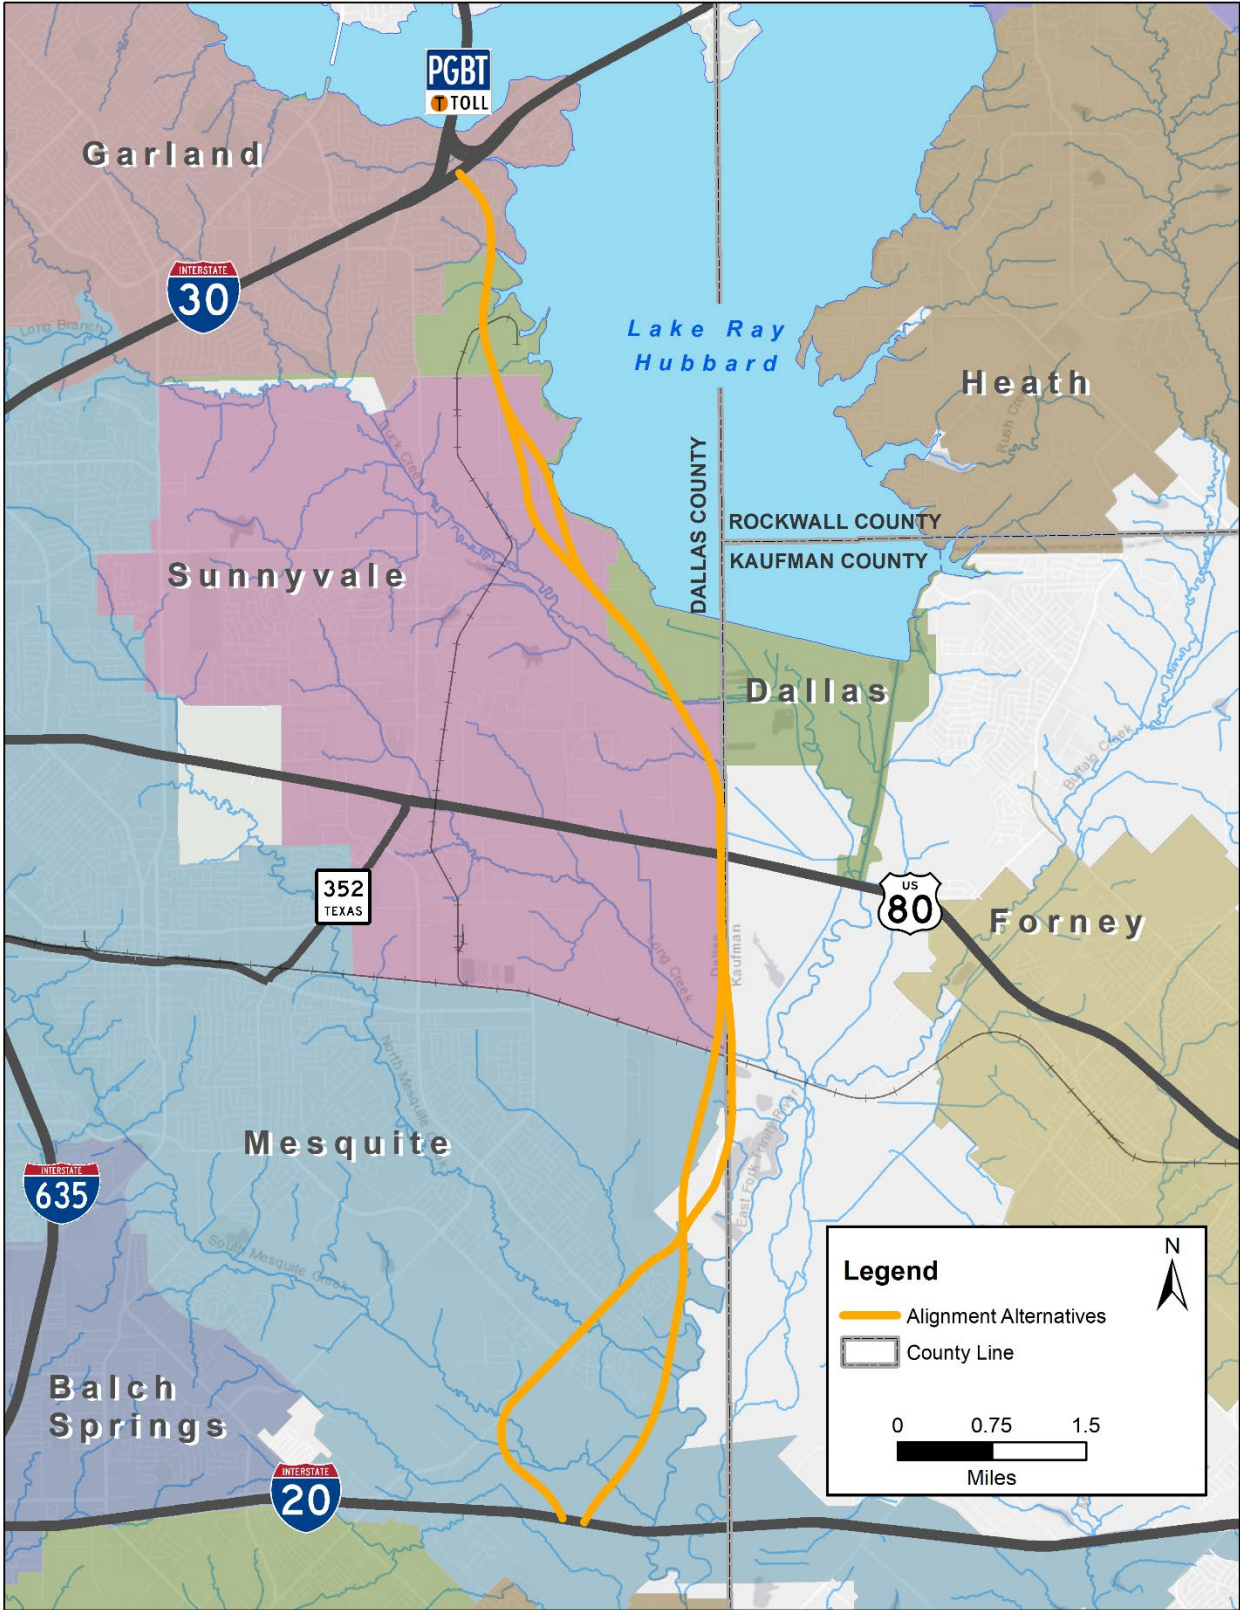 PGBT
T TOLL
Garland
INTERSTATE
30
Long Branch
Lake Ray
Hubbard
Heath
Rush Creek
Duck Creek
DALLAS COUNTY
ROCKWALL COUNTY
KAUFMAN COUNTY
Sunnyvale
Dallas
Buffalo Creek
352
TEXAS
US
80
Forney
Long Creek
Dallas
Kaufman
North Mesquite Creek
Mesquite
East Fork Trinity River
INTERSTATE
635
South Mesquite Creek
Balch
Springs
INTERSTATE
20
Legend
N
Alignment Alternatives
County Line
0 0.75 1.5
Miles